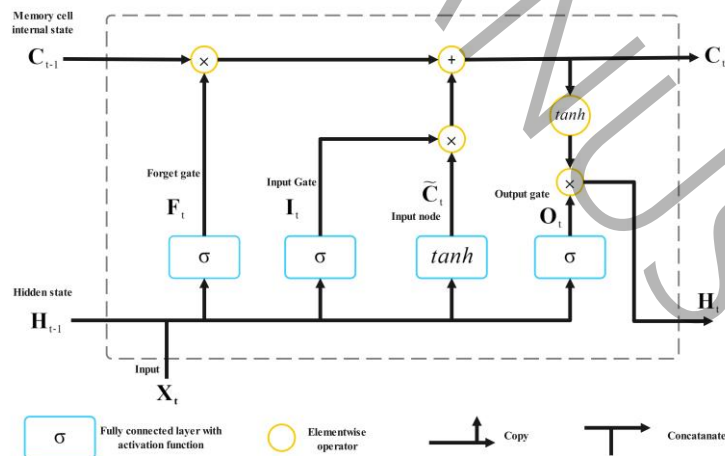 Memory cell
internal state
C t-1
C t
×
+
tanh
×
×
Forget gate
F t
Input Gate
I t
C̃ t
Input node
Output gate
O t
σ
σ
tanh
σ
Hidden state
H t-1
H t
Input
X t
σ
Fully connected layer with
activation function
Elementwise
operator
Copy
Concatanate